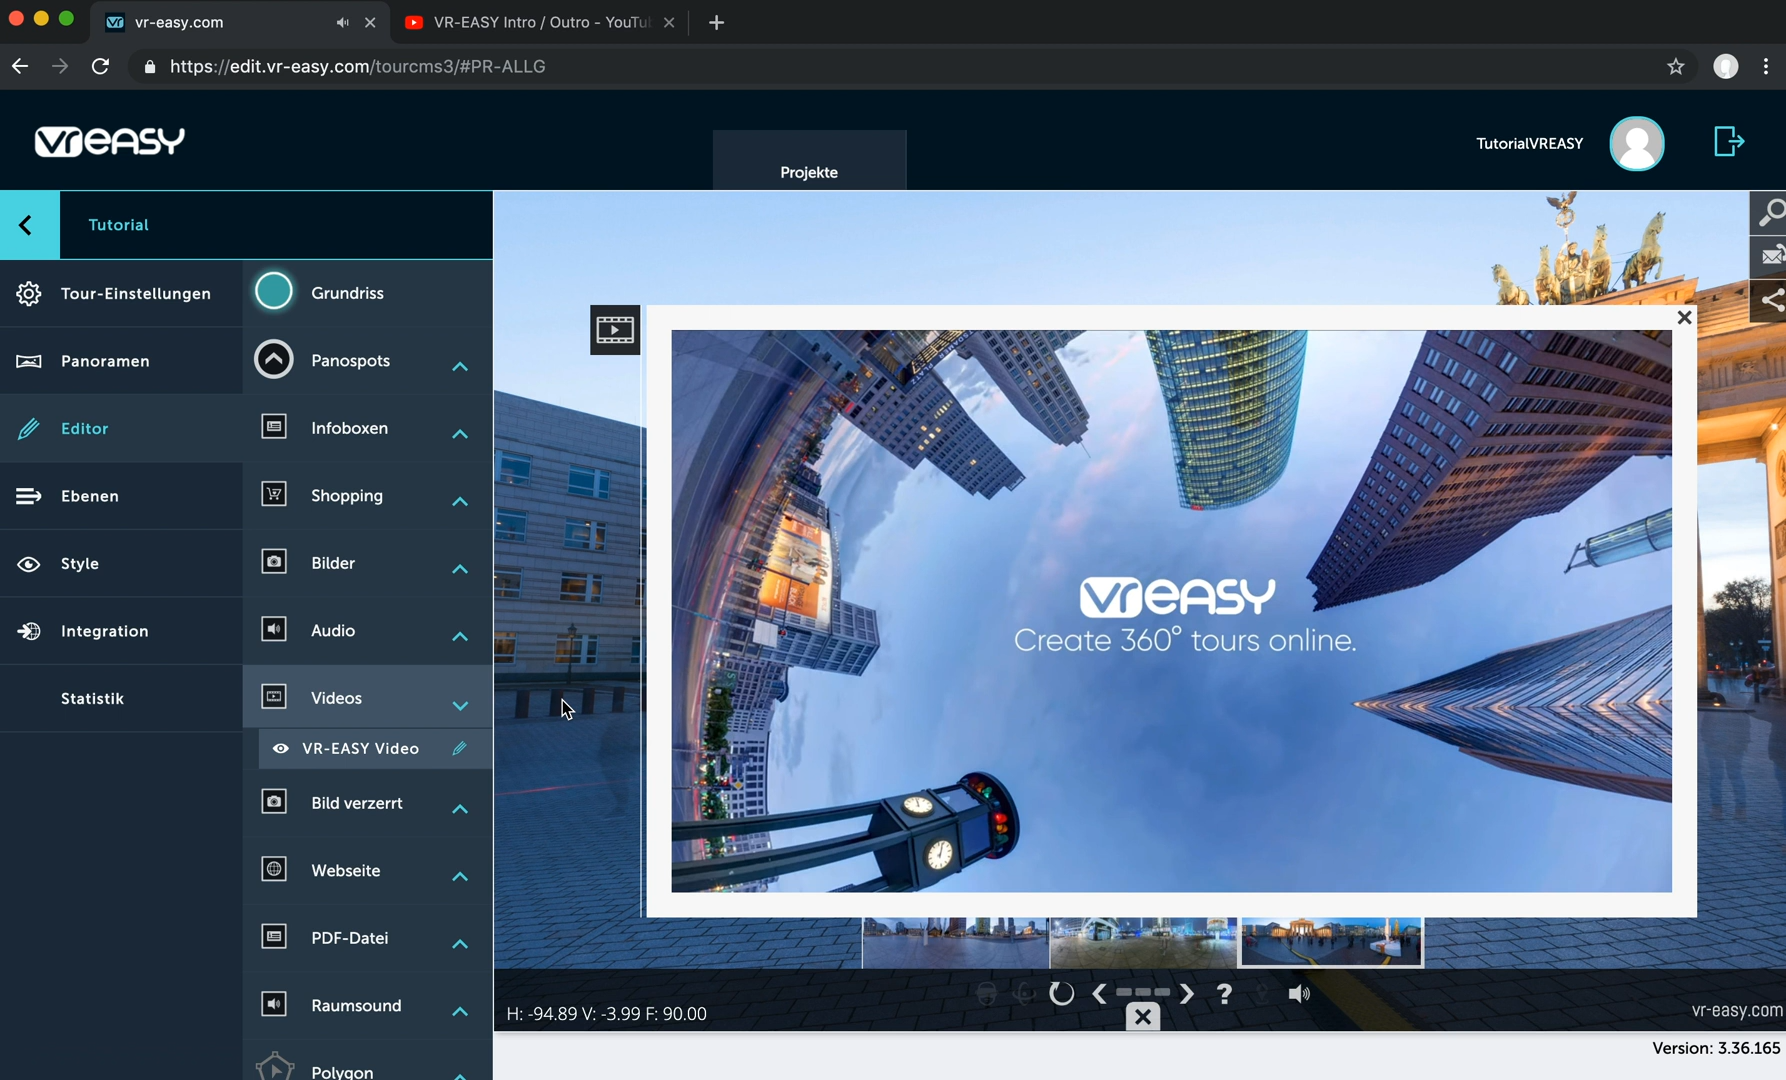 vr-easy.com
VR-EASY Intro / Outro - YouTu
https://edit.vr-easy.com/tourcms3/#PR-ALLG
vreasy
Projekte
TutorialVREASY
Tutorial
Tour-Einstellungen
Panoramen
Editor
Ebenen
Style
Integration
Statistik
Grundriss
Panospots
Infoboxen
Shopping
Bilder
Audio
Videos
VR-EASY Video
Bild verzerrt
Webseite
PDF-Datei
Raumsound
Polygon
vreasy
Create 360° tours online.
H: -94.89 V: -3.99 F: 90.00
?
vr-easy.com
Version: 3.36.165